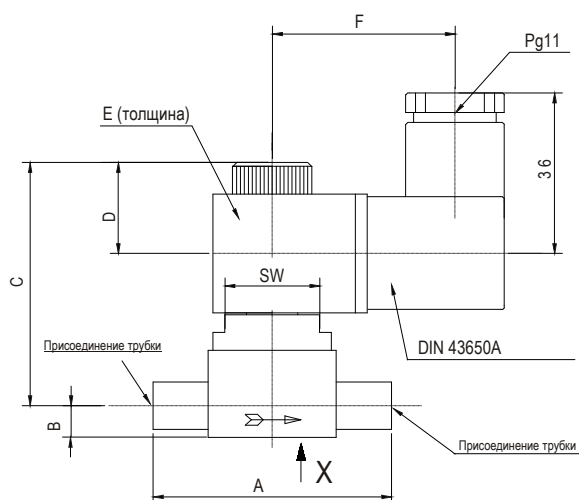 F
Pg11
E (толщина)
36
D
C
SW
DIN 43650A
Присоединение трубки
B
Присоединение трубки
X
A